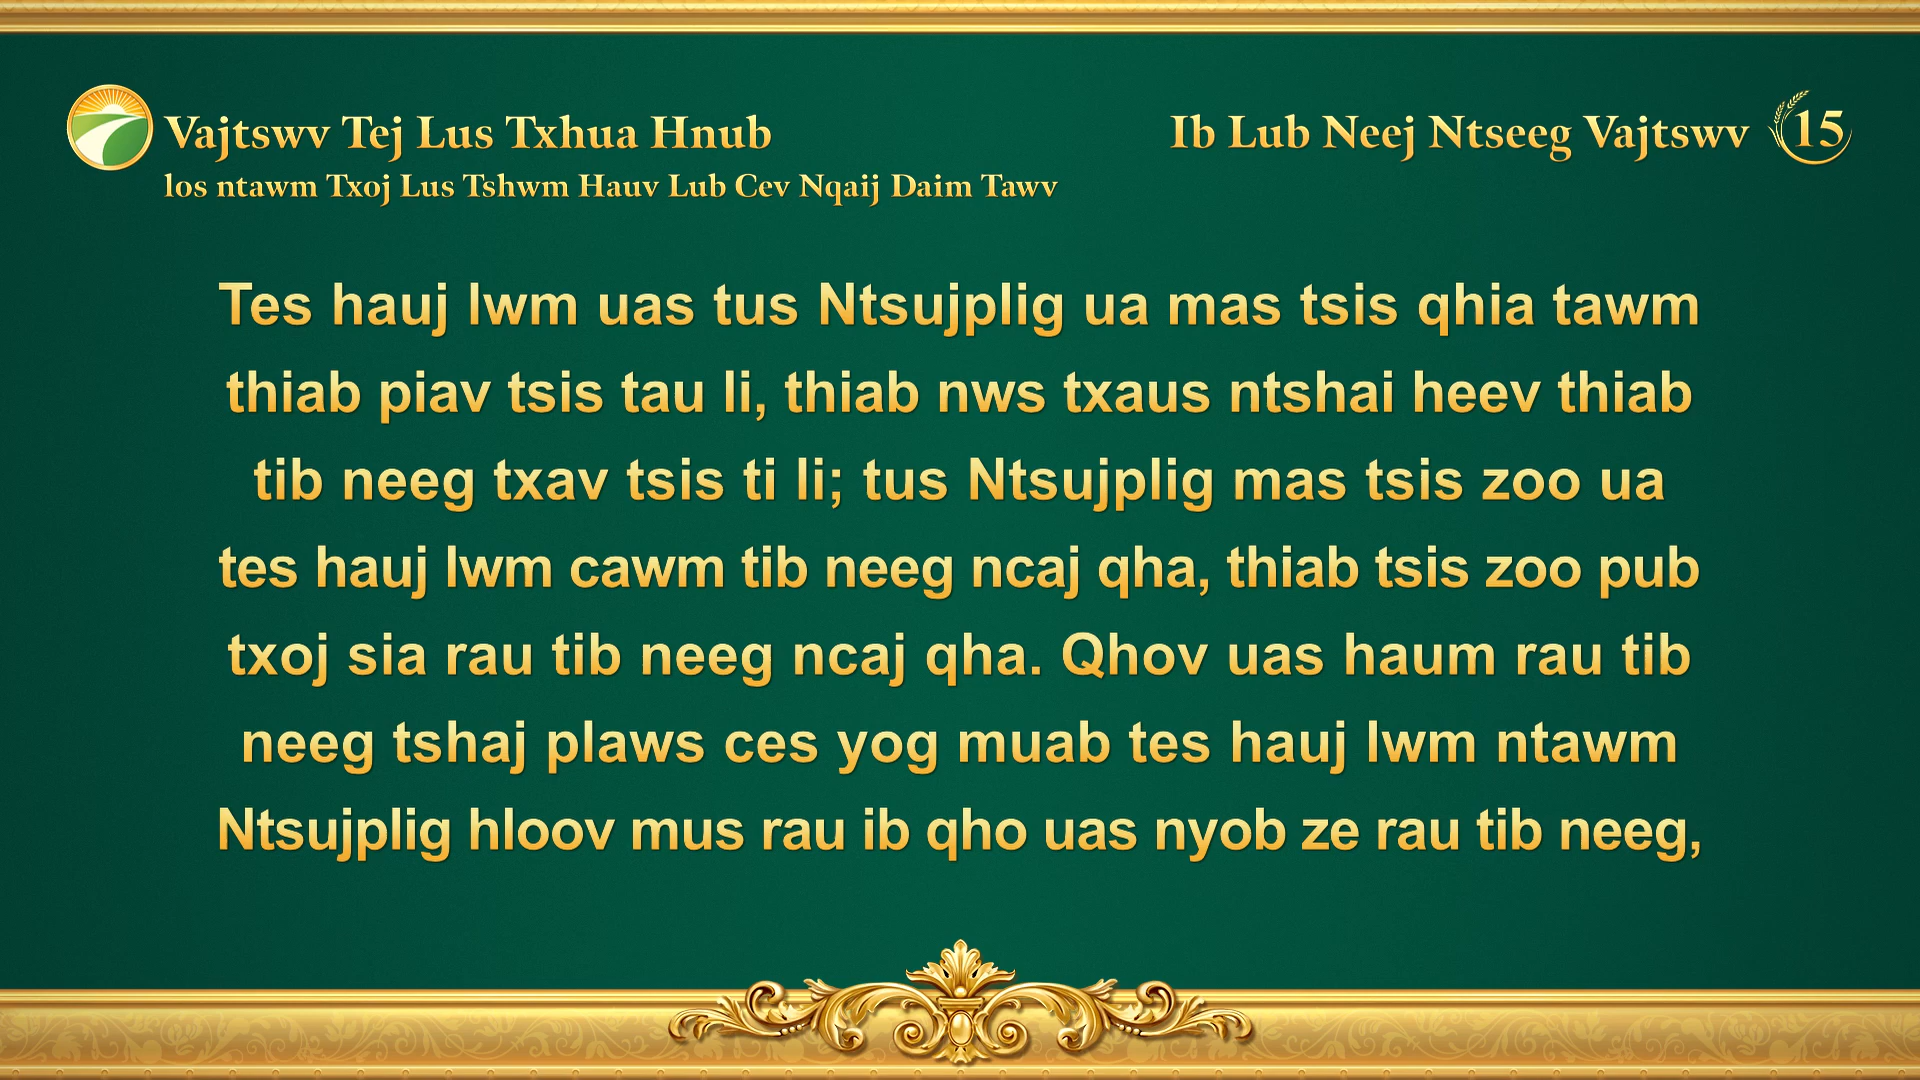 Vajtswv Tej Lus Txhua Hnub
los ntawm Txoj Lus Tshwm Hauv Lub Cev Nqaij Daim Tawv
Ib Lub Neej Ntseeg Vajtswv 15
Tes hauj lwm uas tus Ntsujplig ua mas tsis qhia tawm
thiab piav tsis tau li, thiab nws txaus ntshai heev thiab
tib neeg txav tsis ti li; tus Ntsujplig mas tsis zoo ua
tes hauj lwm cawm tib neeg ncaj qha, thiab tsis zoo pub
txoj sia rau tib neeg ncaj qha. Qhov uas haum rau tib
neeg tshaj plaws ces yog muab tes hauj lwm ntawm
Ntsujplig hloov mus rau ib qho uas nyob ze rau tib neeg,